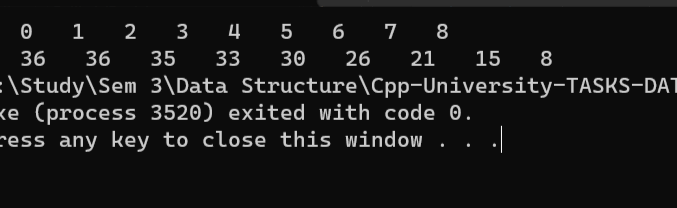 0 1 2 3 4 5 6 7 8
36 36 35 33 30 26 21 15 8
:\Study\Sem 3\Data Structure\Cpp-University-TASKS-DAT
xe (process 3520) exited with code 0.
ress any key to close this window . . .